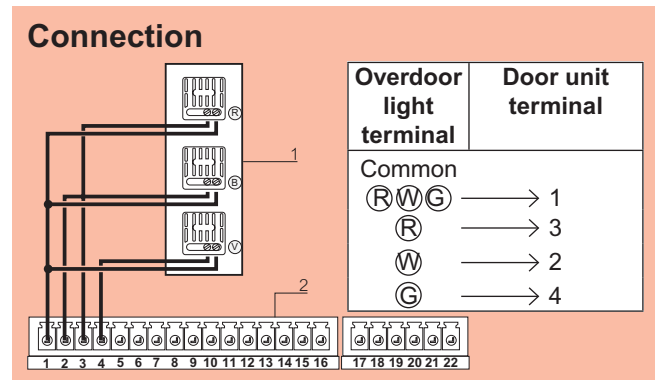 Connection
R
B
V
1
2
1 2 3 4 5 6 7 8 9 10 11 12 13 14 15 16
17 18 19 20 21 22
Overdoor light terminal
Door unit terminal
Common
R W G → 1
R → 3
W → 2
G → 4